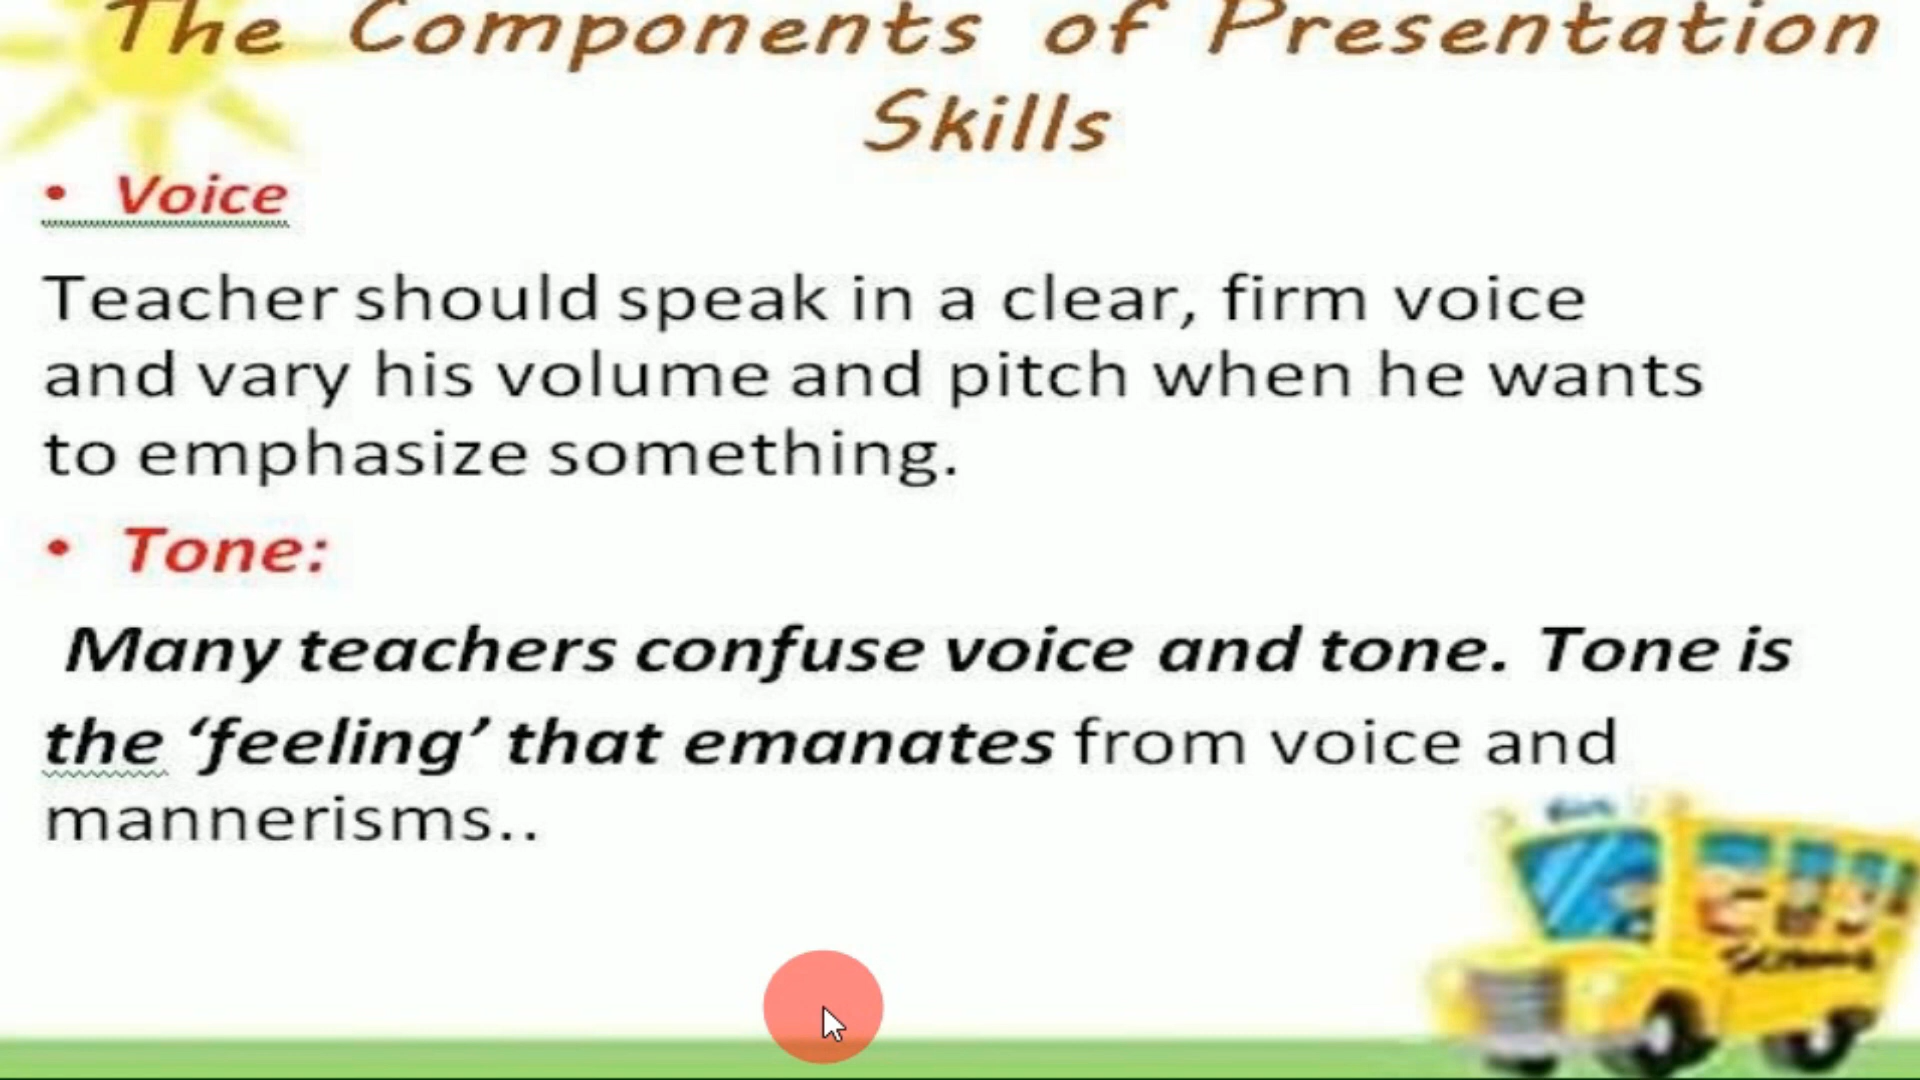 The Components of Presentation
Skills
• Voice
Teacher should speak in a clear, firm voice
and vary his volume and pitch when he wants
to emphasize something.
• Tone:
Many teachers confuse voice and tone. Tone is
the ‘feeling’ that emanates from voice and
mannerisms..